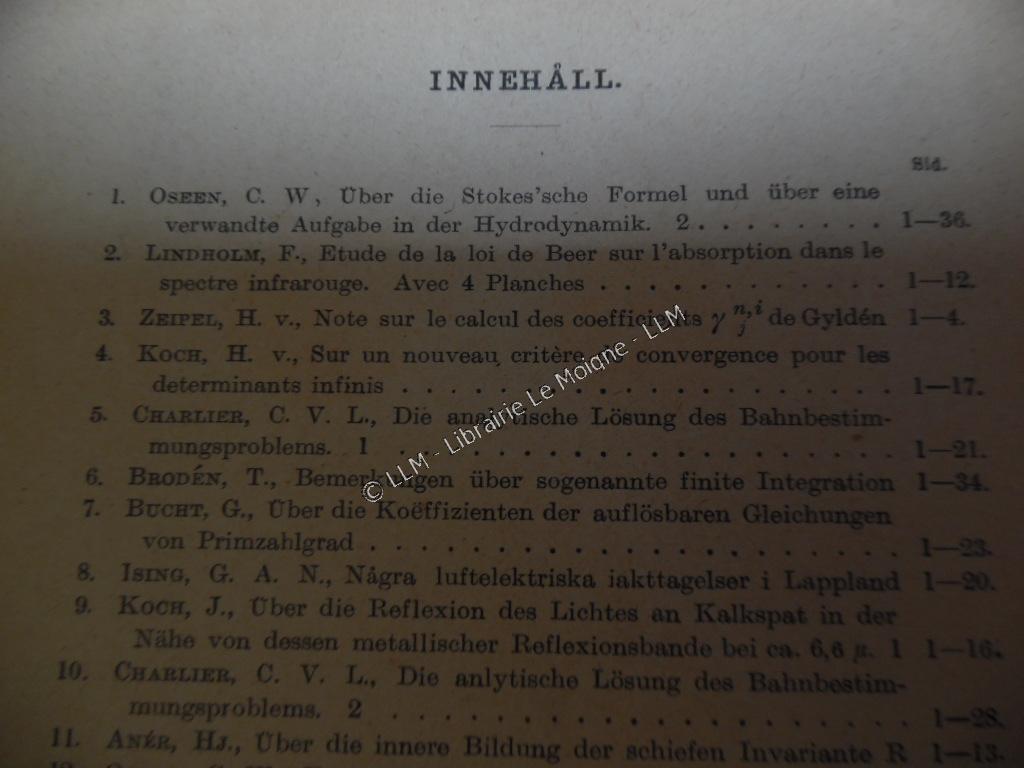 INNEHÅLL.
Sid.
1. OSEEN, C. W., Über die Stokes'sche Formel und über eine
verwandte Aufgabe in der Hydrodynamik. 2 . . . . . . . . 1—36.
2. LINDHOLM, F., Etude de la loi de Beer sur l'absorption dans le
spectre infrarouge. Avec 4 Planches . . . . . . . . . . . . 1—12.
3. ZEIPEL, H. v., Note sur le calcul des coefficients γ n,i j de Gyldén 1—4.
4. KOCH, H. v., Sur un nouveau critère de convergence pour les
determinants infinis . . . . . . . . . . . . . . . . . . . . 1—17.
5. CHARLIER, C. V. L., Die analytische Lösung des Bahnbestim-
mungsproblems. 1 . . . . . . . . . . . . . . . . . . . . 1—21.
6. BRODÉN, T., Bemerkungen über sogenannte finite Integration 1—34.
7. BUCHT, G., Über die Koëffizienten der auflösbaren Gleichungen
von Primzahlgrad . . . . . . . . . . . . . . . . . . . . . 1—23.
8. ISING, G. A. N., Några luftelektriska iakttagelser i Lappland 1—20.
9. KOCH, J., Über die Reflexion des Lichtes an Kalkspat in der
Nähe von dessen metallischer Reflexionsbande bei ca. 6,6 μ. 1 1—16.
10. CHARLIER, C. V. L., Die anlytische Lösung des Bahnbestim-
mungsproblems. 2 . . . . . . . . . . . . . . . . . . . . . 1—28.
11. ANÉR, HJ., Über die innere Bildung der schiefen Invariante R 1—13.
© LLM - Librairie Le Moigne - LLM